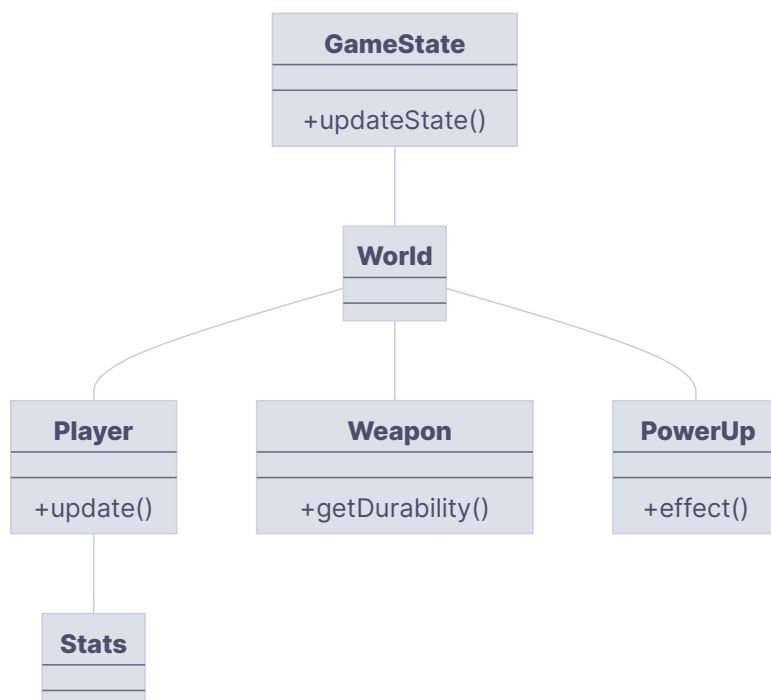 GameState
+updateState()
World
Player
Weapon
PowerUp
+update()
+getDurability()
+effect()
Stats